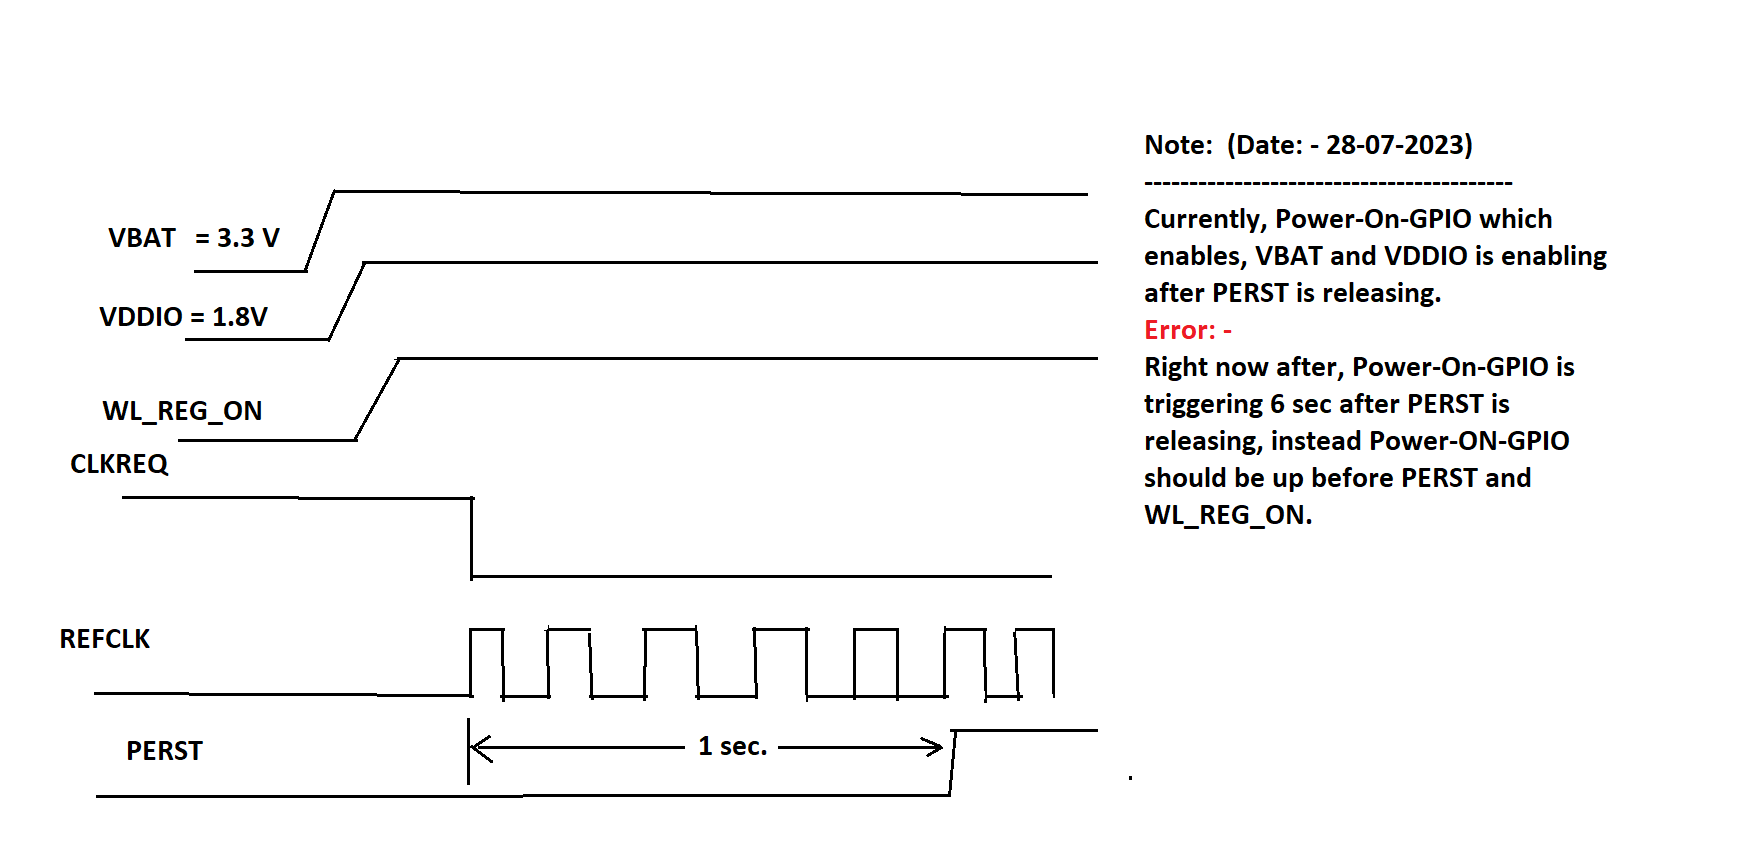 Note:  (Date: - 28-07-2023)
-----------------------------------------
Currently, Power-On-GPIO which
enables, VBAT and VDDIO is enabling
after PERST is releasing.
Error: -
Right now after, Power-On-GPIO is
triggering 6 sec after PERST is
releasing, instead Power-ON-GPIO
should be up before PERST and
WL_REG_ON.
VBAT  = 3.3 V
VDDIO = 1.8V
WL_REG_ON
CLKREQ
REFCLK
PERST
1 sec.